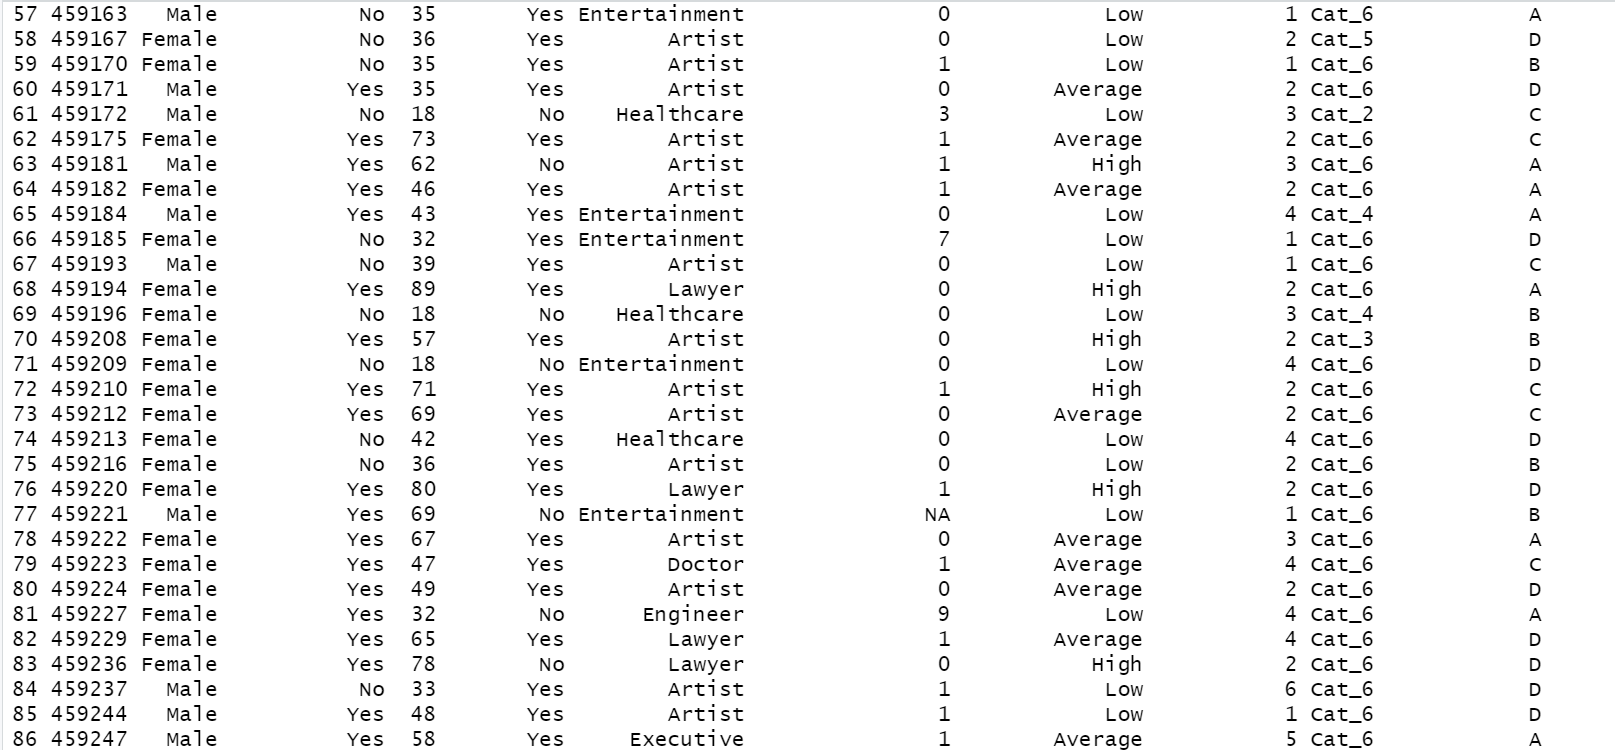 57 459163 Male No 35 Yes Entertainment 0 Low 1 Cat_6 A
58 459167 Female No 36 Yes Artist 0 Low 2 Cat_5 D
59 459170 Female No 35 Yes Artist 1 Low 1 Cat_6 B
60 459171 Male Yes 35 Yes Artist 0 Average 2 Cat_6 D
61 459172 Male No 18 No Healthcare 3 Low 3 Cat_2 C
62 459175 Female Yes 73 Yes Artist 1 Average 2 Cat_6 C
63 459181 Male Yes 62 No Artist 1 High 3 Cat_6 A
64 459182 Female Yes 46 Yes Artist 1 Average 2 Cat_6 A
65 459184 Male Yes 43 Yes Entertainment 0 Low 4 Cat_4 A
66 459185 Female No 32 Yes Entertainment 7 Low 1 Cat_6 D
67 459193 Male No 39 Yes Artist 0 Low 1 Cat_6 C
68 459194 Female Yes 89 Yes Lawyer 0 High 2 Cat_6 A
69 459196 Female No 18 No Healthcare 0 Low 3 Cat_4 B
70 459208 Female Yes 57 Yes Artist 0 High 2 Cat_3 B
71 459209 Female No 18 No Entertainment 0 Low 4 Cat_6 D
72 459210 Female Yes 71 Yes Artist 1 High 2 Cat_6 C
73 459212 Female Yes 69 Yes Artist 0 Average 2 Cat_6 C
74 459213 Female No 42 Yes Healthcare 0 Low 4 Cat_6 D
75 459216 Female No 36 Yes Artist 0 Low 2 Cat_6 B
76 459220 Female Yes 80 Yes Lawyer 1 High 2 Cat_6 D
77 459221 Male Yes 69 No Entertainment NA Low 1 Cat_6 B
78 459222 Female Yes 67 Yes Artist 0 Average 3 Cat_6 A
79 459223 Female Yes 47 Yes Doctor 1 Average 4 Cat_6 C
80 459224 Female Yes 49 Yes Artist 0 Average 2 Cat_6 D
81 459227 Female Yes 32 No Engineer 9 Low 4 Cat_6 A
82 459229 Female Yes 65 Yes Lawyer 1 Average 4 Cat_6 D
83 459236 Female Yes 78 No Lawyer 0 High 2 Cat_6 D
84 459237 Male No 33 Yes Artist 1 Low 6 Cat_6 D
85 459244 Male Yes 48 Yes Artist 1 Low 1 Cat_6 D
86 459247 Male Yes 58 Yes Executive 1 Average 5 Cat_6 A